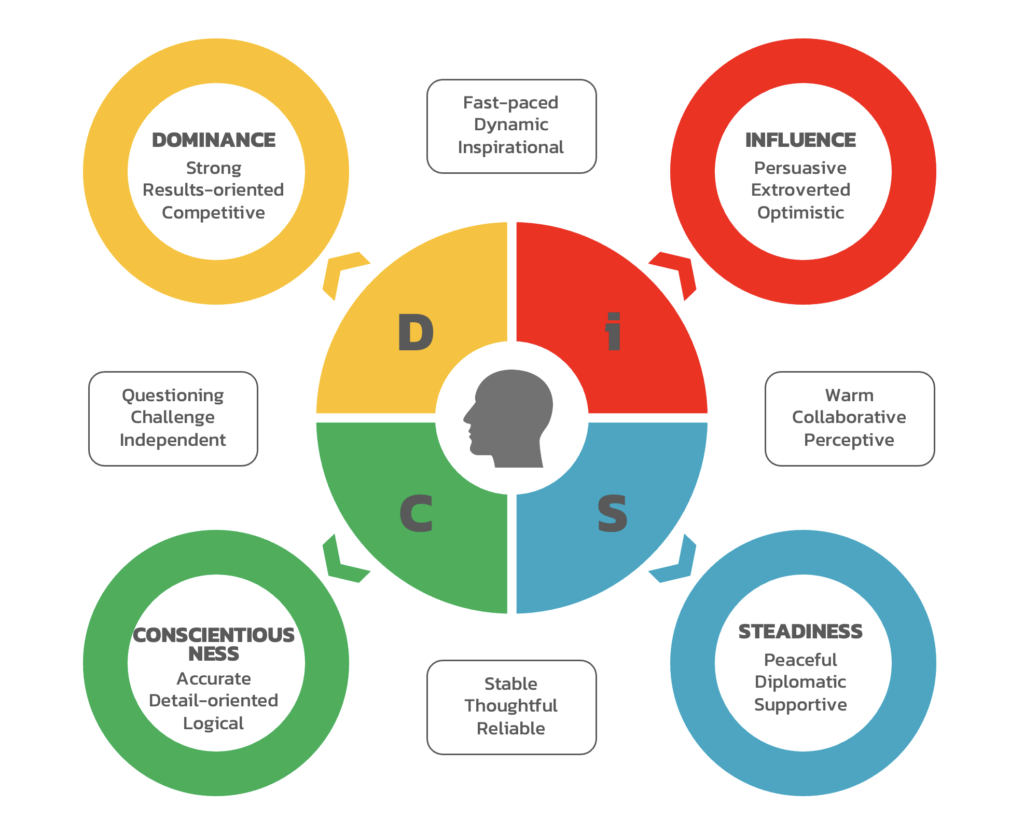 DOMINANCE
Strong
Results-oriented
Competitive
Fast-paced
Dynamic
Inspirational
INFLUENCE
Persuasive
Extroverted
Optimistic
D
i
Questioning
Challenge
Independent
Warm
Collaborative
Perceptive
C
S
CONSCIENTIOUS
NESS
Accurate
Detail-oriented
Logical
Stable
Thoughtful
Reliable
STEADINESS
Peaceful
Diplomatic
Supportive